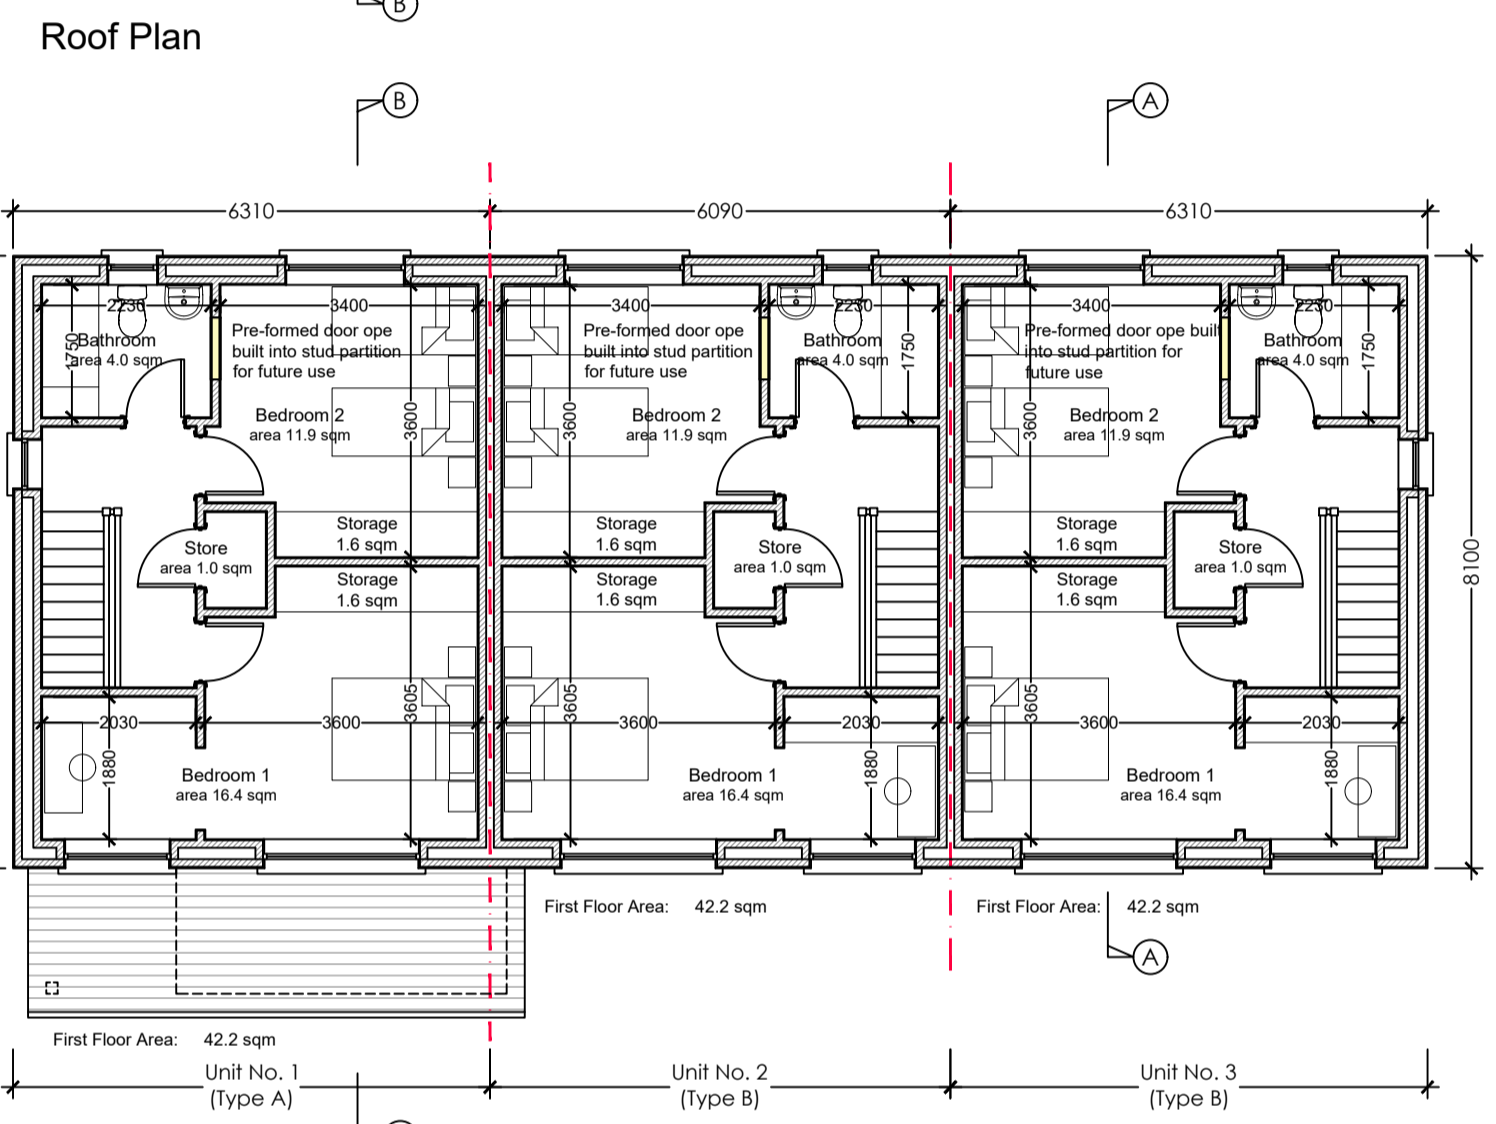 B
Roof Plan
B
A
6310
6090
6310
2230
3400
3400
2230
3400
2230
1750
Bathroom
area 4.0 sqm
Pre-formed door ope
built into stud partition
for future use
Pre-formed door ope
built into stud partition
for future use
Bathroom
area 4.0 sqm
1750
Pre-formed door ope built
into stud partition for
future use
Bathroom
area 4.0 sqm
1750
Bedroom 2
area 11.9 sqm
3600
3600
Bedroom 2
area 11.9 sqm
3600
Bedroom 2
area 11.9 sqm
Store
area 1.0 sqm
Storage
1.6 sqm
Storage
1.6 sqm
Storage
1.6 sqm
Storage
1.6 sqm
Store
area 1.0 sqm
Storage
1.6 sqm
Storage
1.6 sqm
Store
area 1.0 sqm
8100
2030
3600
3605
3605
3600
2030
3605
3600
2030
1880
Bedroom 1
area 16.4 sqm
Bedroom 1
area 16.4 sqm
1880
Bedroom 1
area 16.4 sqm
1880
First Floor Area: 42.2 sqm
First Floor Area: 42.2 sqm
A
First Floor Area: 42.2 sqm
Unit No. 1
(Type A)
Unit No. 2
(Type B)
Unit No. 3
(Type B)